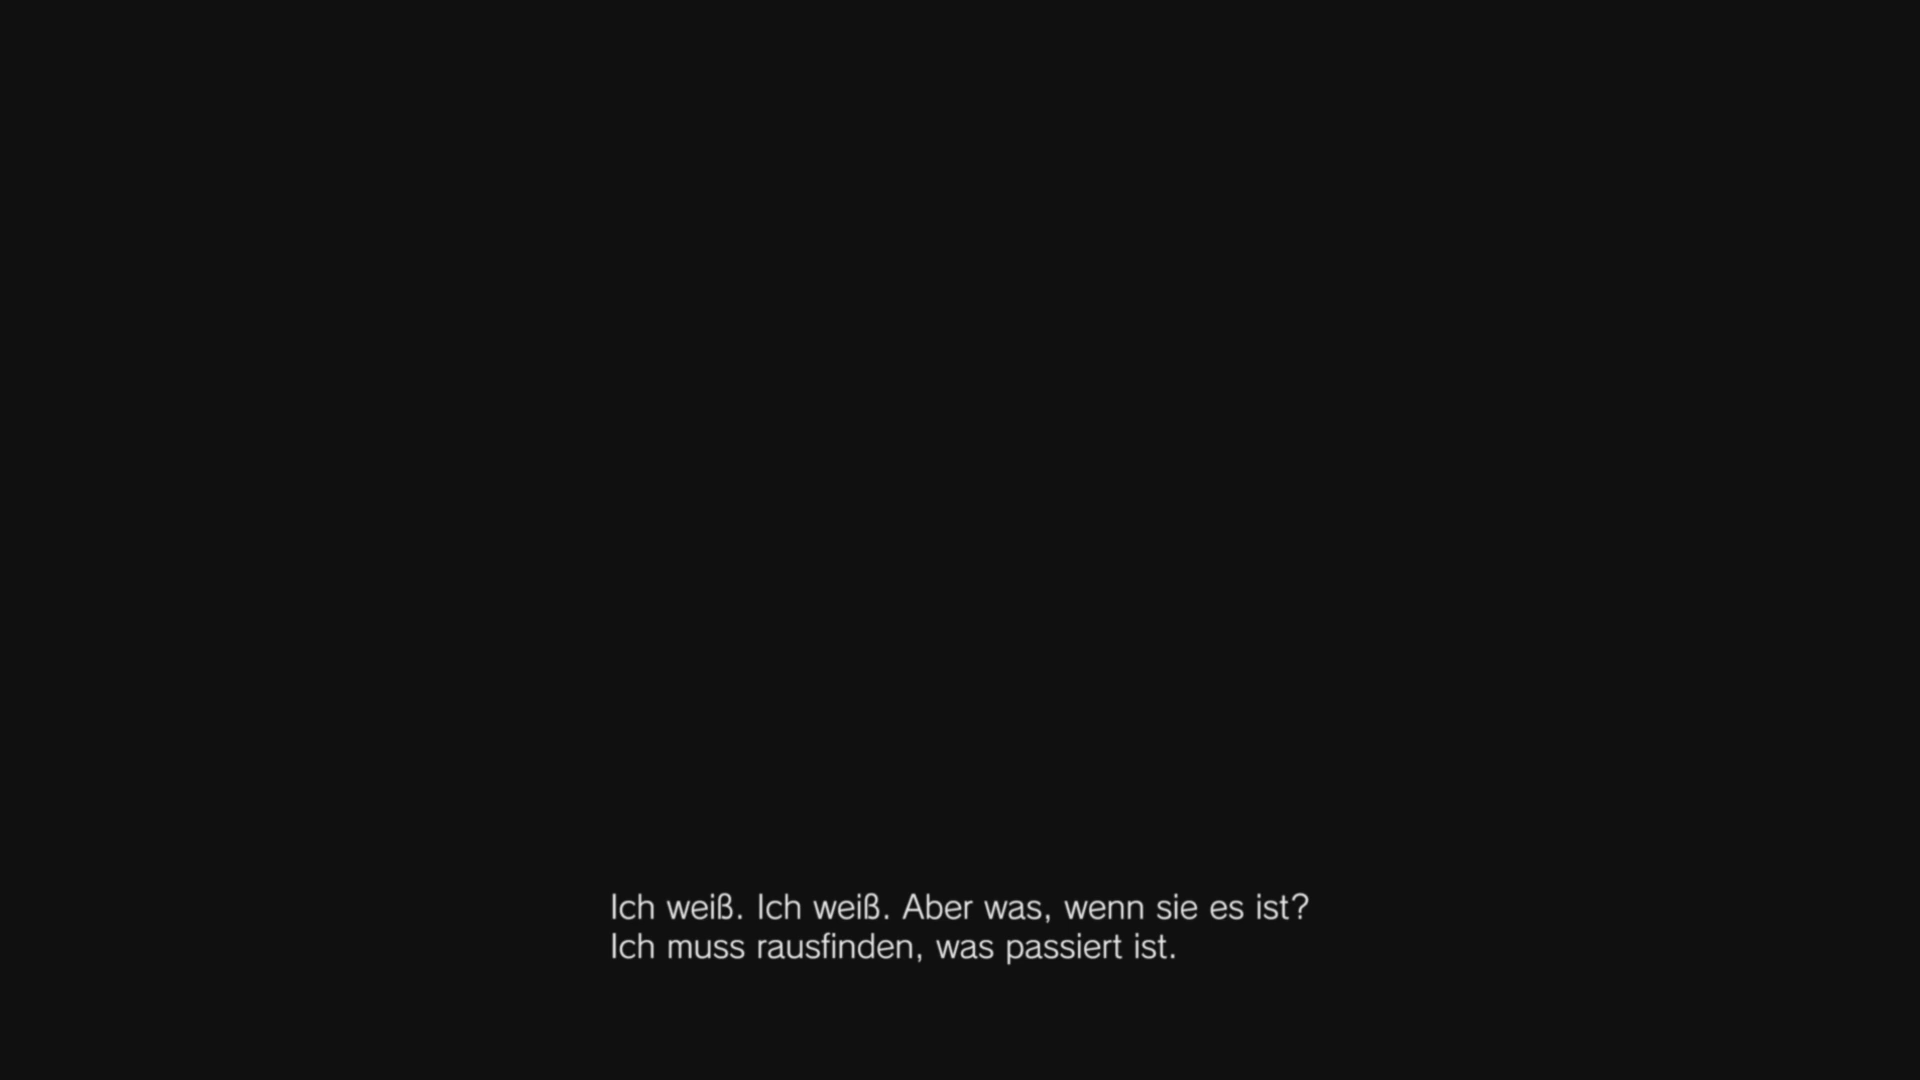 Ich weiß. Ich weiß. Aber was, wenn sie es ist?
Ich muss rausfinden, was passiert ist.